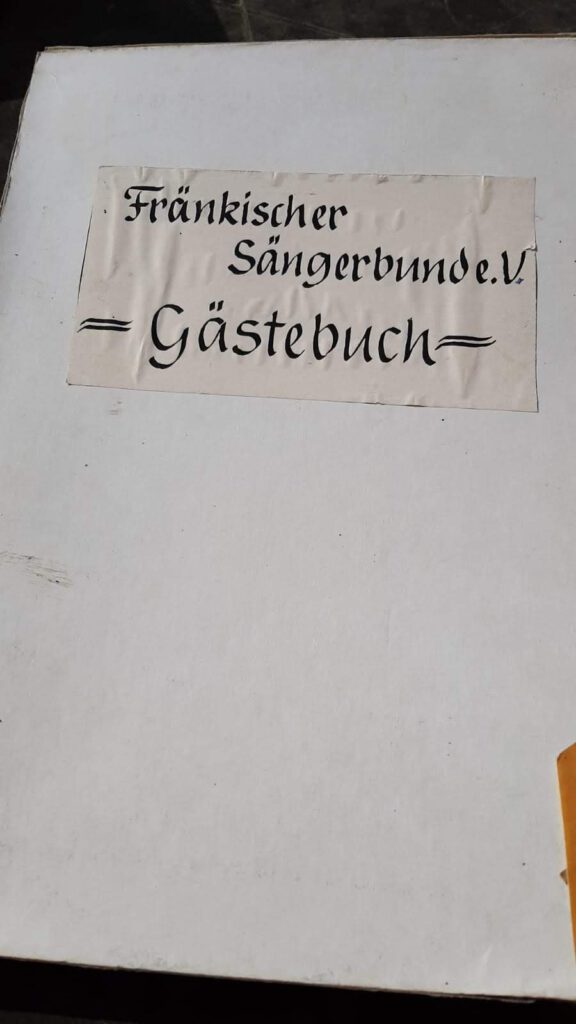 Fränkischer
Sängerbund e.V.
= Gästebuch =